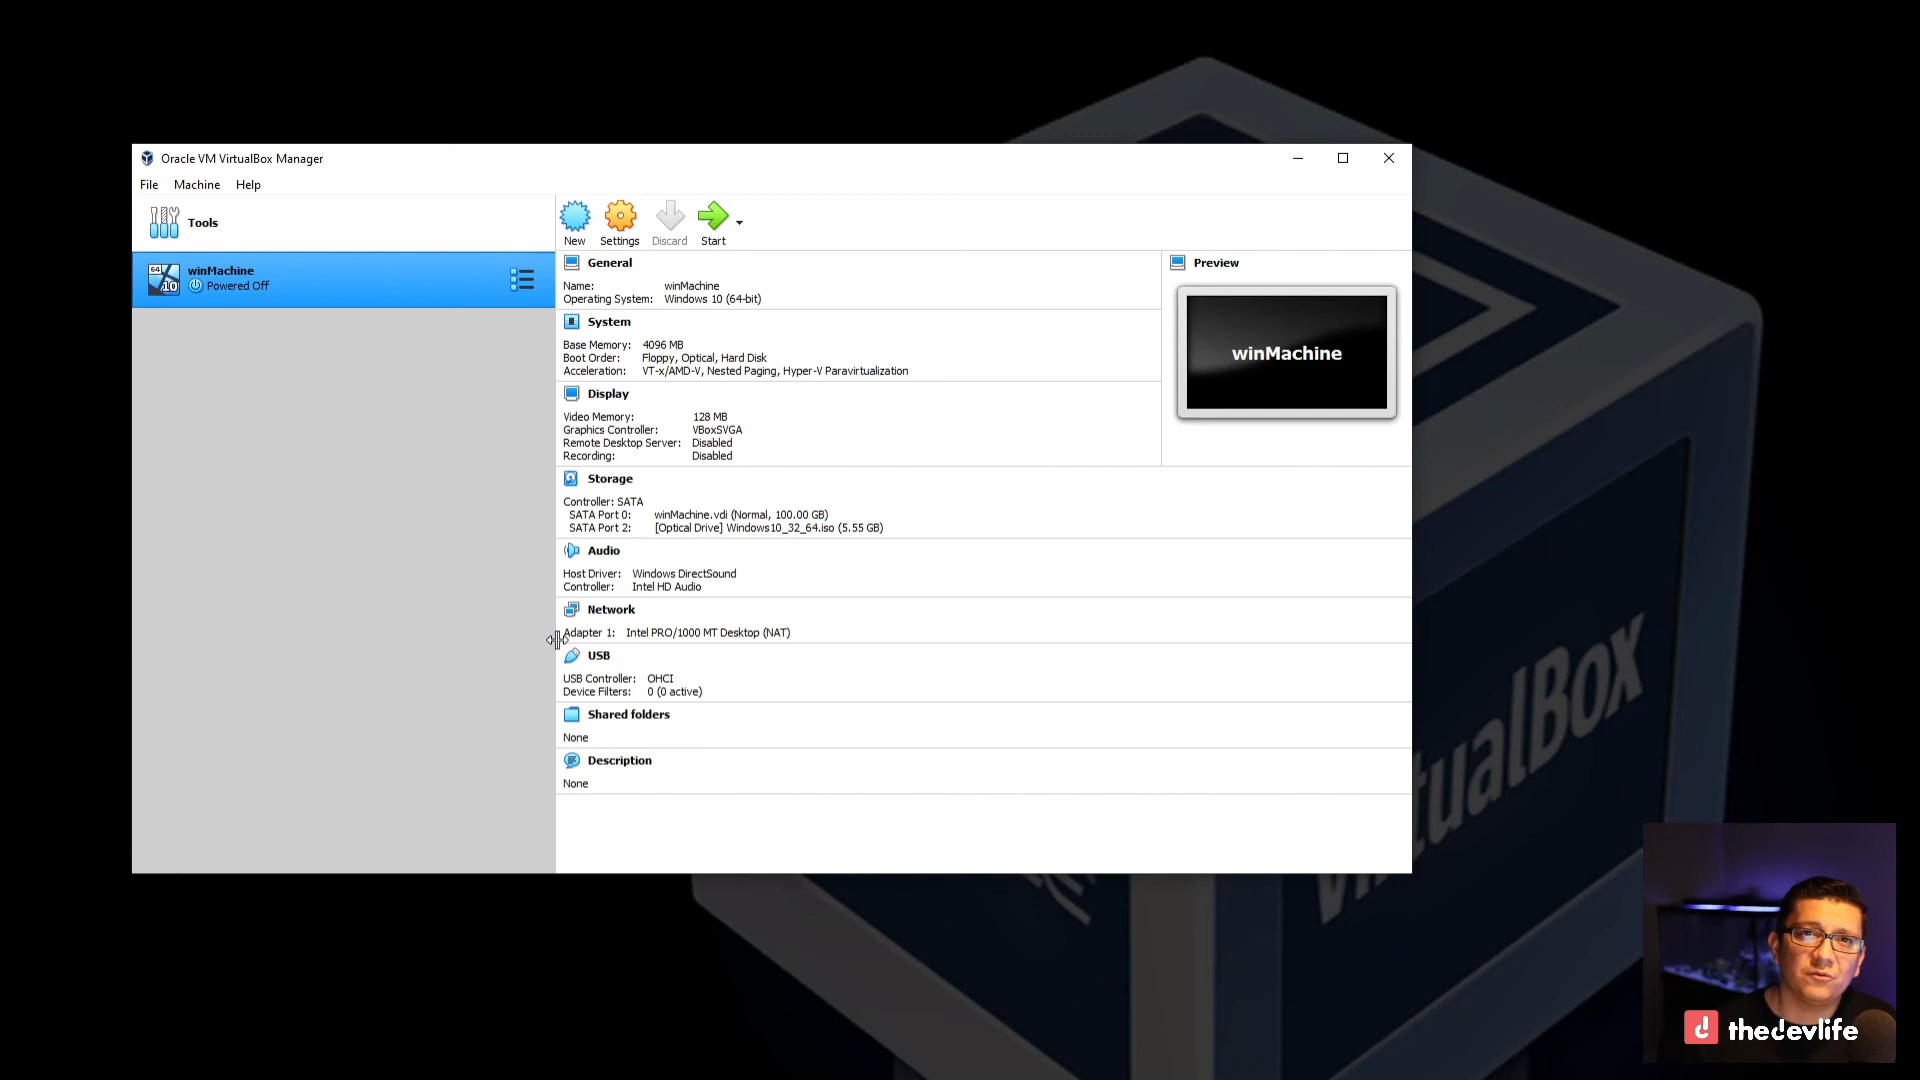 Oracle VM VirtualBox Manager
File Machine Help
Tools
New Settings Discard Start
64
10
winMachine
Powered Off
General
Name: winMachine
Operating System: Windows 10 (64-bit)
System
Base Memory: 4096 MB
Boot Order: Floppy, Optical, Hard Disk
Acceleration: VT-x/AMD-V, Nested Paging, Hyper-V Paravirtualization
Display
Video Memory: 128 MB
Graphics Controller: VBoxSVGA
Remote Desktop Server: Disabled
Recording: Disabled
Preview
winMachine
Storage
Controller: SATA
SATA Port 0: winMachine.vdi (Normal, 100.00 GB)
SATA Port 2: [Optical Drive] Windows10_32_64.iso (5.55 GB)
Audio
Host Driver: Windows DirectSound
Controller: Intel HD Audio
Network
Adapter 1: Intel PRO/1000 MT Desktop (NAT)
USB
USB Controller: OHCI
Device Filters: 0 (0 active)
Shared folders
None
Description
None
tualBox
d thedevlife